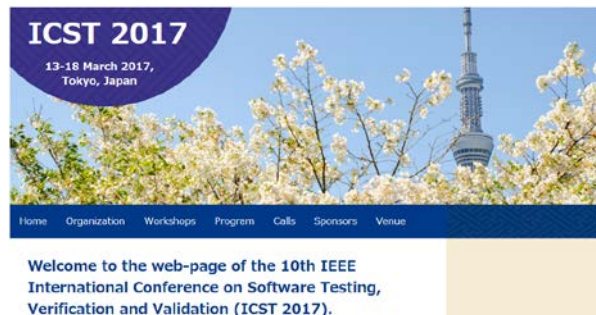 ICST 2017
13-18 March 2017,
Tokyo, Japan
Home Organization Workshops Program Calls Sponsors Venue
Welcome to the web-page of the 10th IEEE
International Conference on Software Testing,
Verification and Validation (ICST 2017).